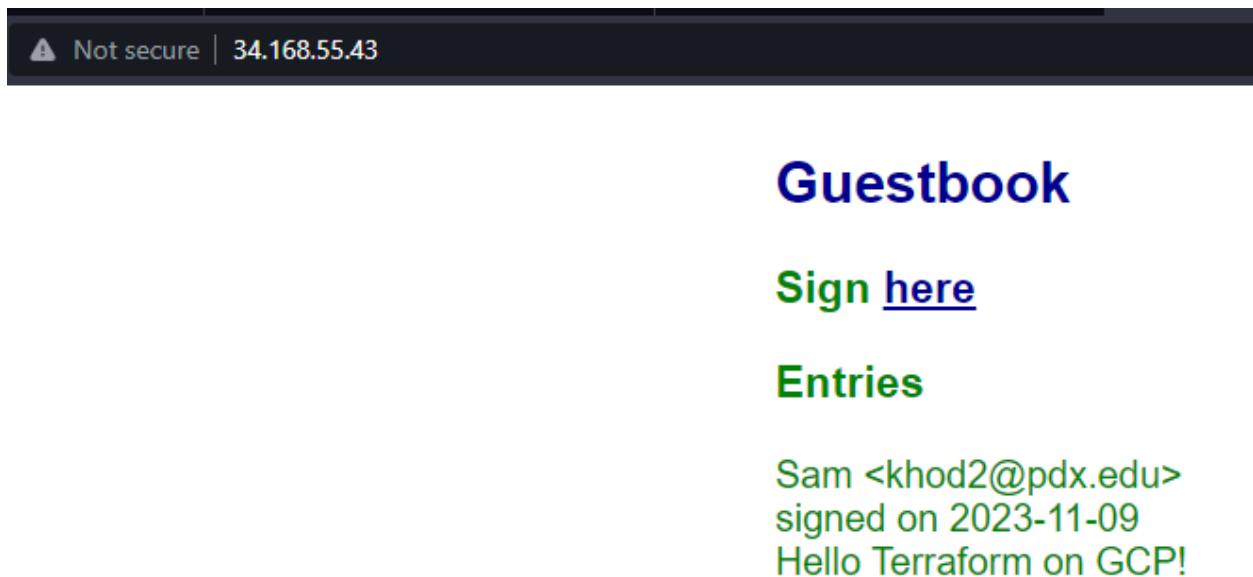 Not secure | 34.168.55.43
Guestbook
Sign here
Entries
Sam <khod2@pdx.edu>
signed on 2023-11-09
Hello Terraform on GCP!